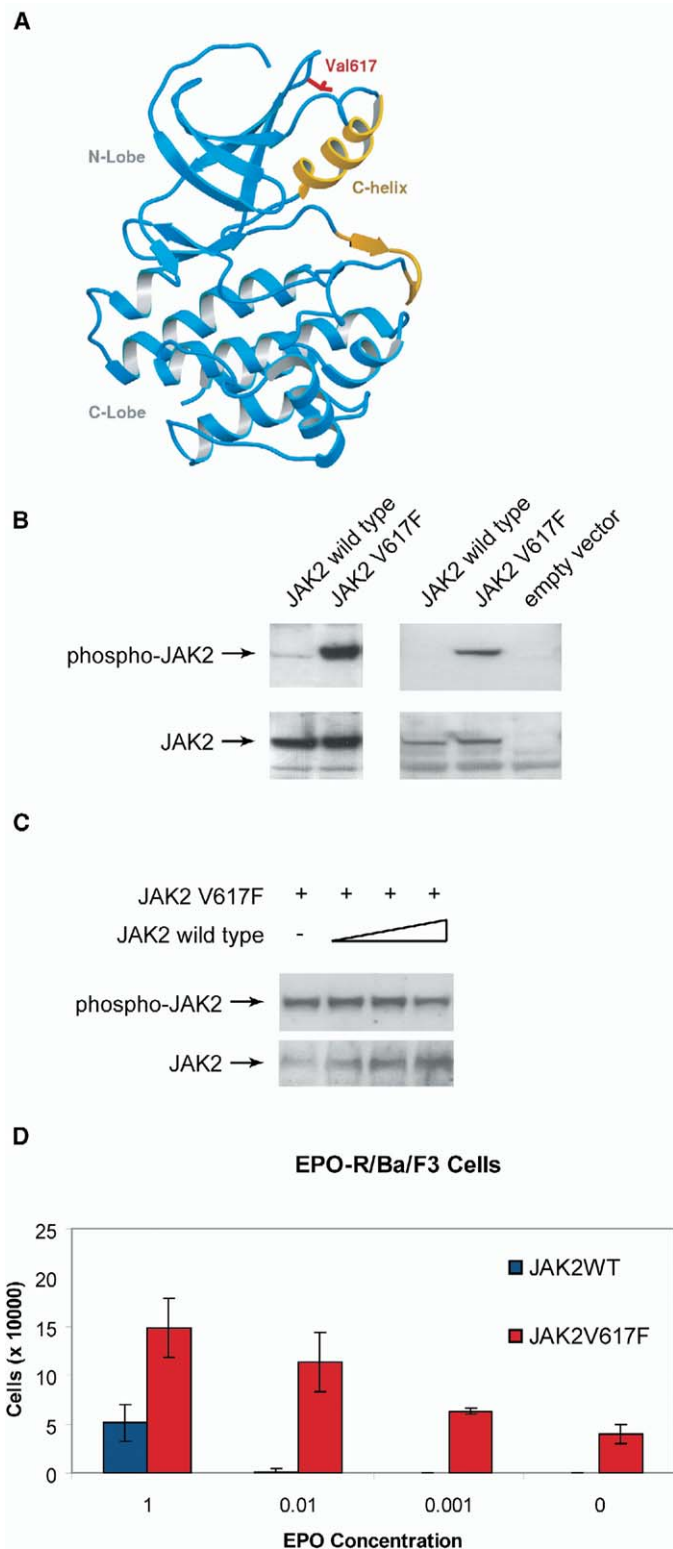 A
Val617
N-Lobe
C-helix
C-Lobe
B
JAK2 wild type
JAK2 V617F
JAK2 wild type
JAK2 V617F
empty vector
phospho-JAK2
JAK2
C
JAK2 V617F + + + +
JAK2 wild type -
phospho-JAK2
JAK2
D
EPO-R/Ba/F3 Cells
25
20
15
10
5
0
Cells (x 10000)
JAK2WT
JAK2V617F
1 0.01 0.001 0
EPO Concentration